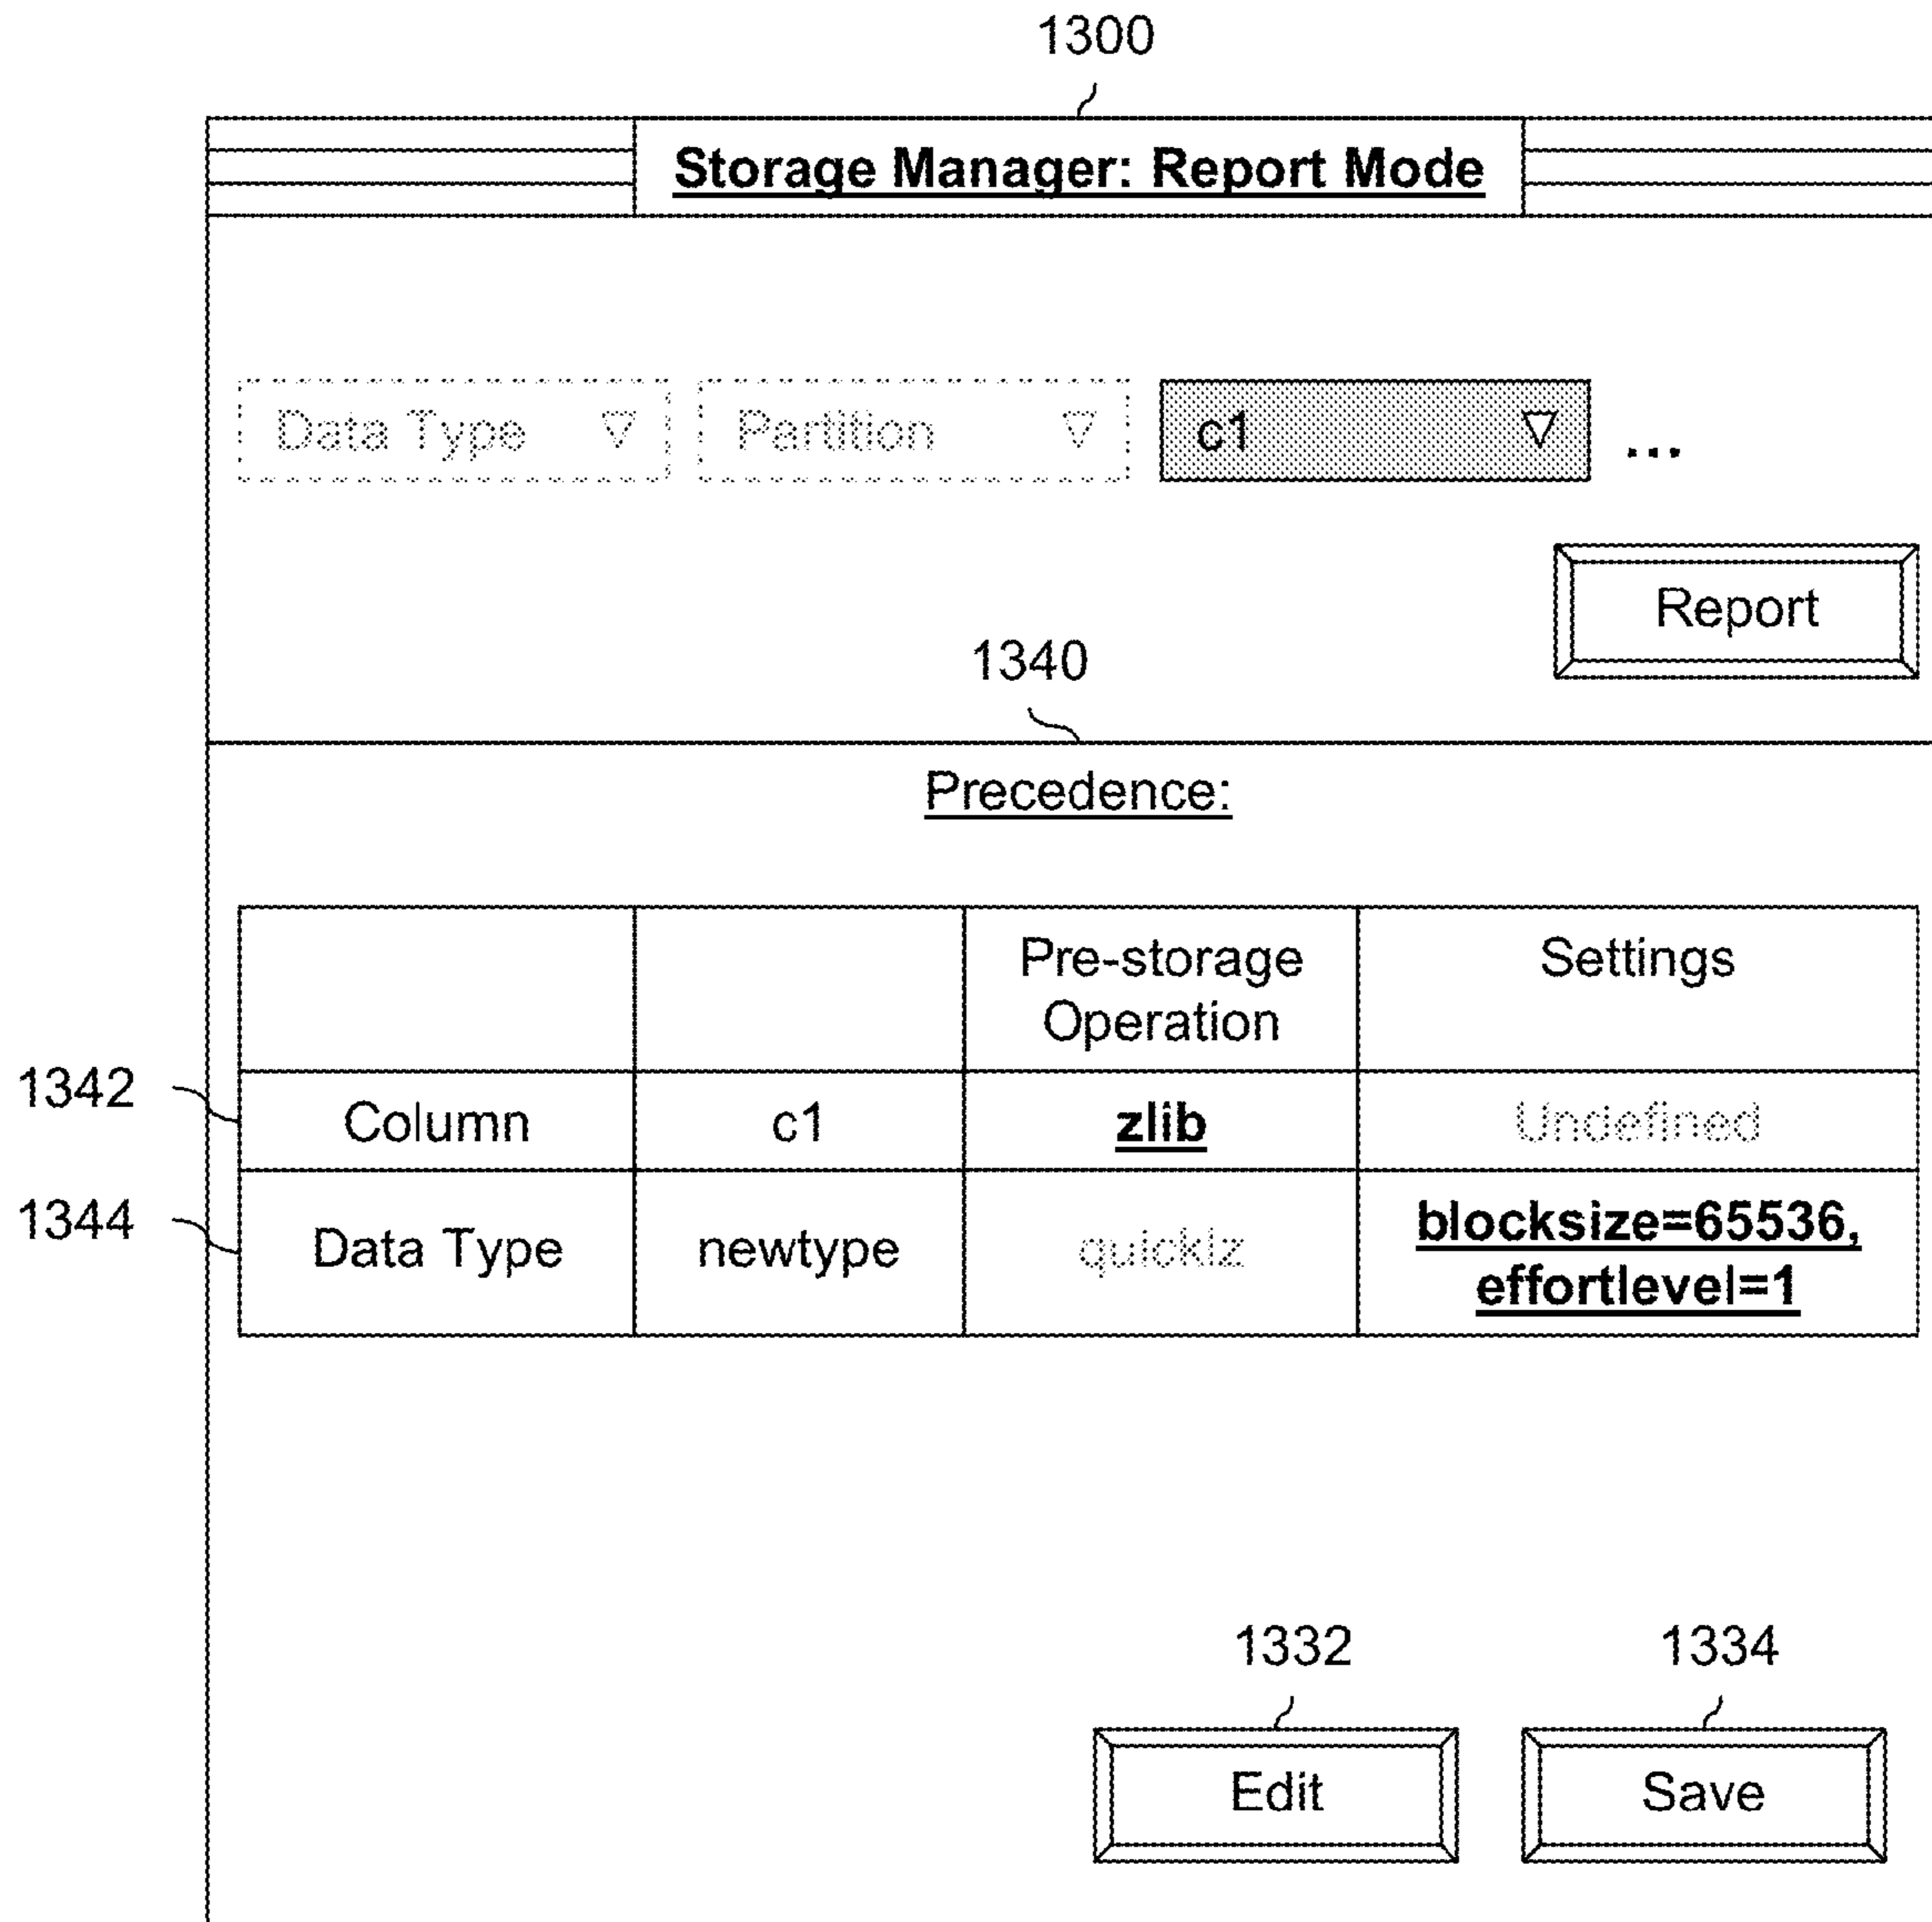 1300
Storage Manager: Report Mode
Data Type
Partition
c1
...
Report
1340
Precedence:
Pre-storage
Operation
Settings
1342
Column
c1
zlib
Undefined
1344
Data Type
newtype
quicklz
blocksize=65536,
effortlevel=1
1332
1334
Edit
Save